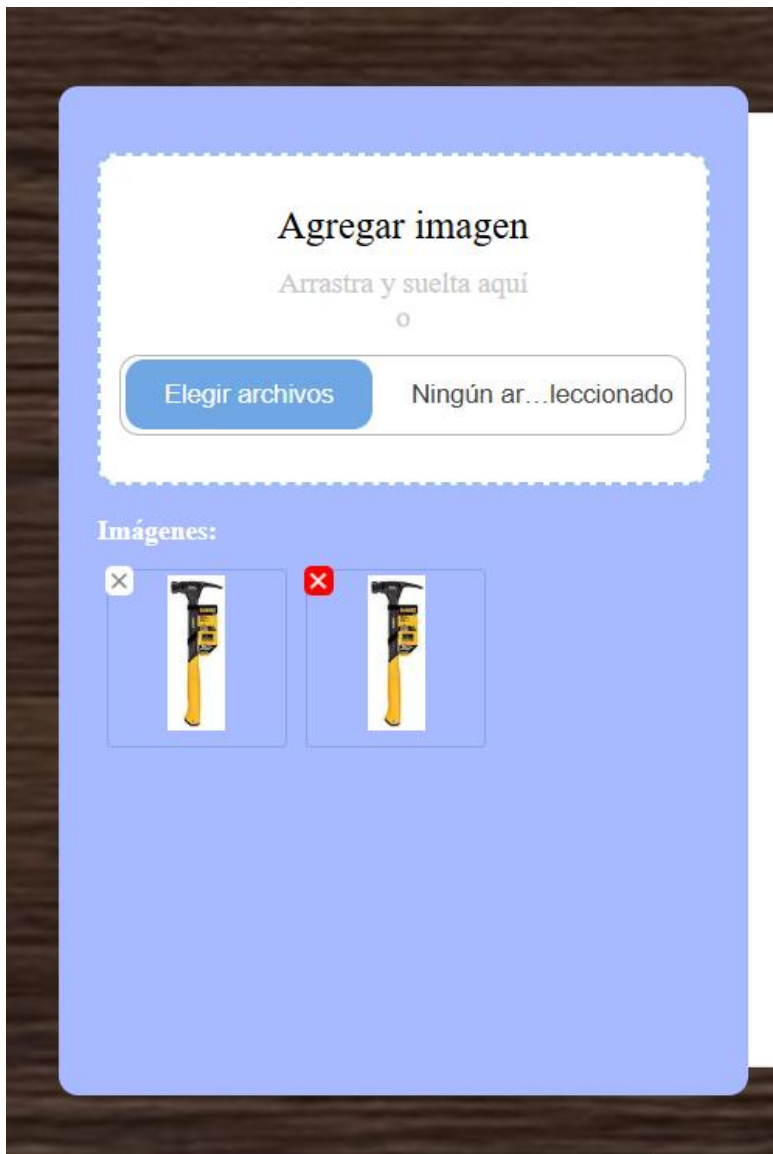 Agregar imagen
Arrastra y suelta aquí
o
Elegir archivos
Ningún ar…leccionado
Imágenes: